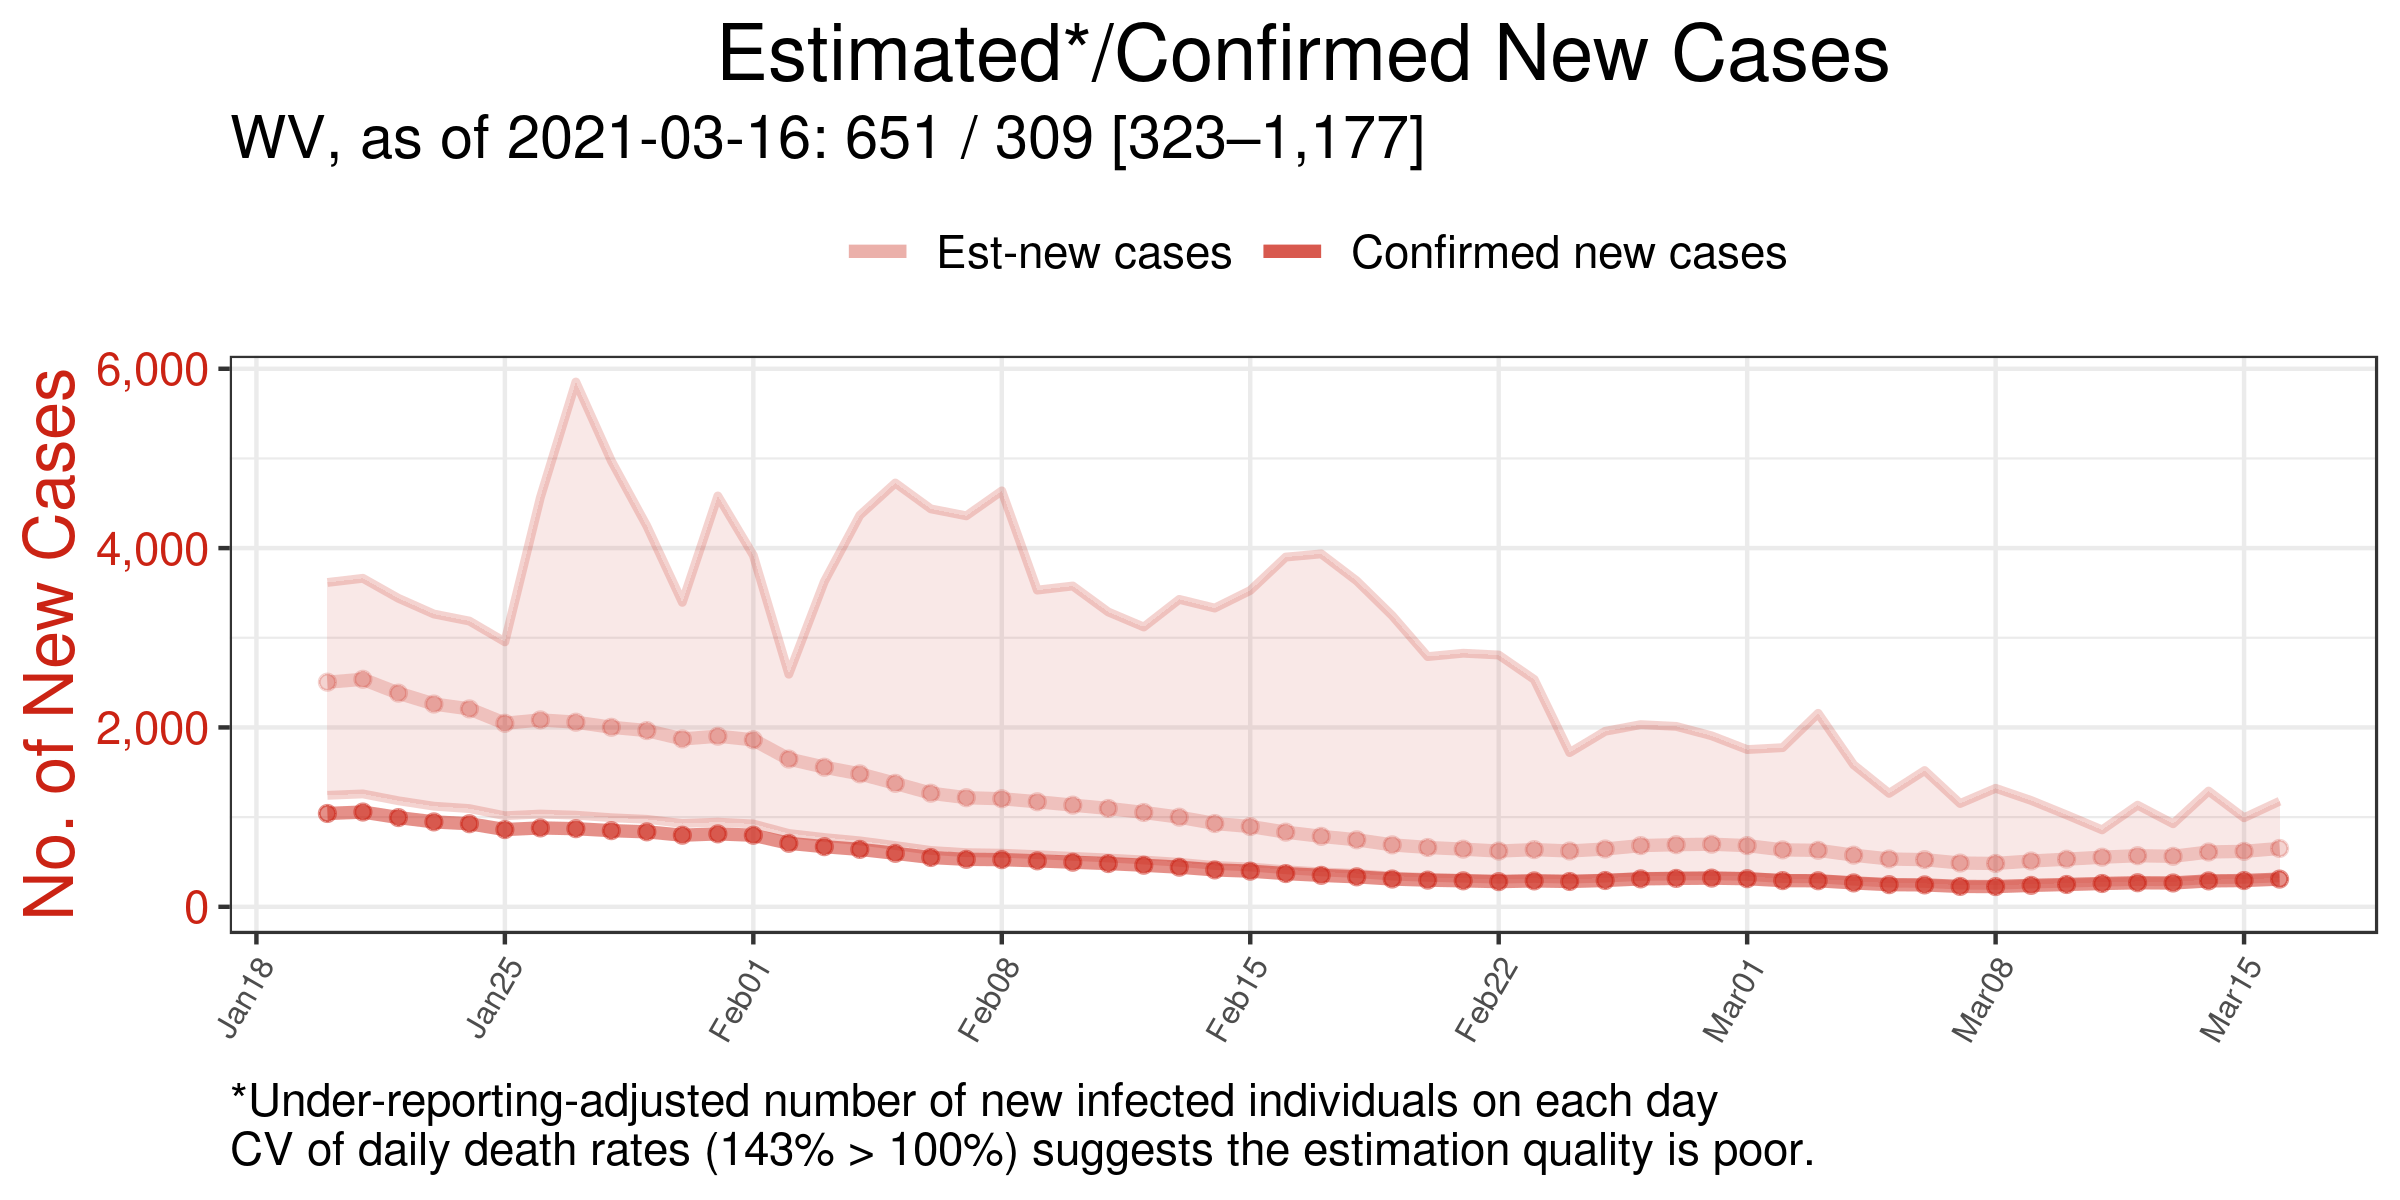 Estimated*/Confirmed New Cases
WV, as of 2021-03-16: 651 / 309 [323–1,177]
Est-new cases
Confirmed new cases
No. of New Cases
6,000
4,000
2,000
0
Jan18
Jan25
Feb01
Feb08
Feb15
Feb22
Mar01
Mar08
Mar15
*Under-reporting-adjusted number of new infected individuals on each day
CV of daily death rates (143% > 100%) suggests the estimation quality is poor.